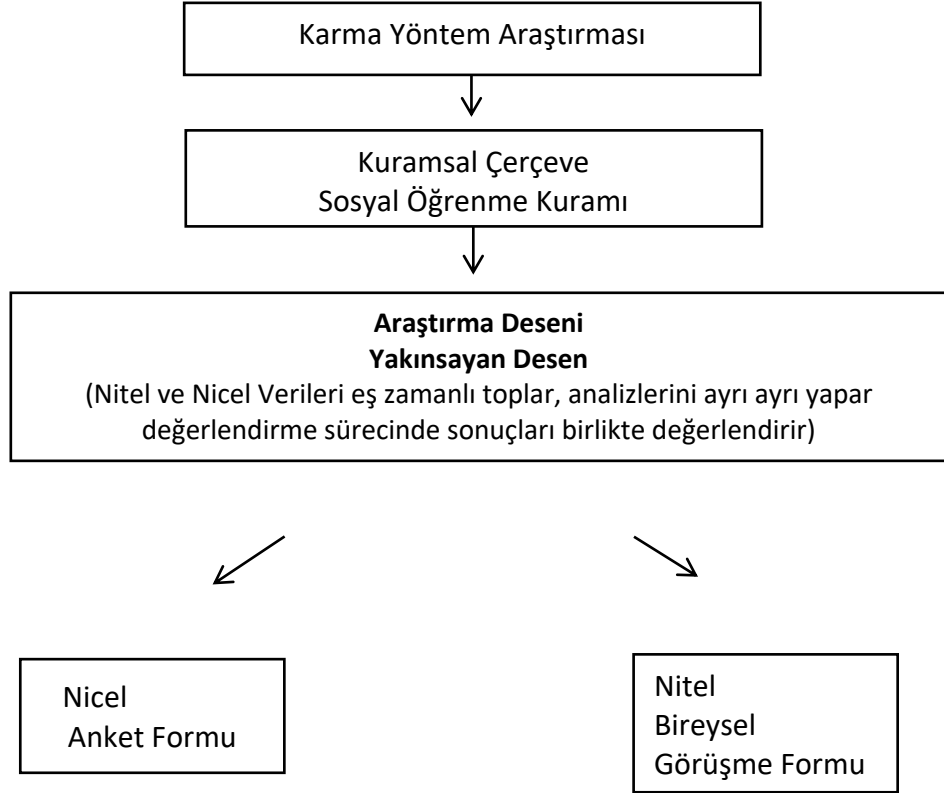 Karma Yöntem Araştırması
Kuramsal Çerçeve
Sosyal Öğrenme Kuramı
Araştırma Deseni
Yakınsayan Desen
(Nitel ve Nicel Verileri eş zamanlı toplar, analizlerini ayrı ayrı yapar
değerlendirme sürecinde sonuçları birlikte değerlendirir)
Nicel
Anket Formu
Nitel
Bireysel
Görüşme Formu